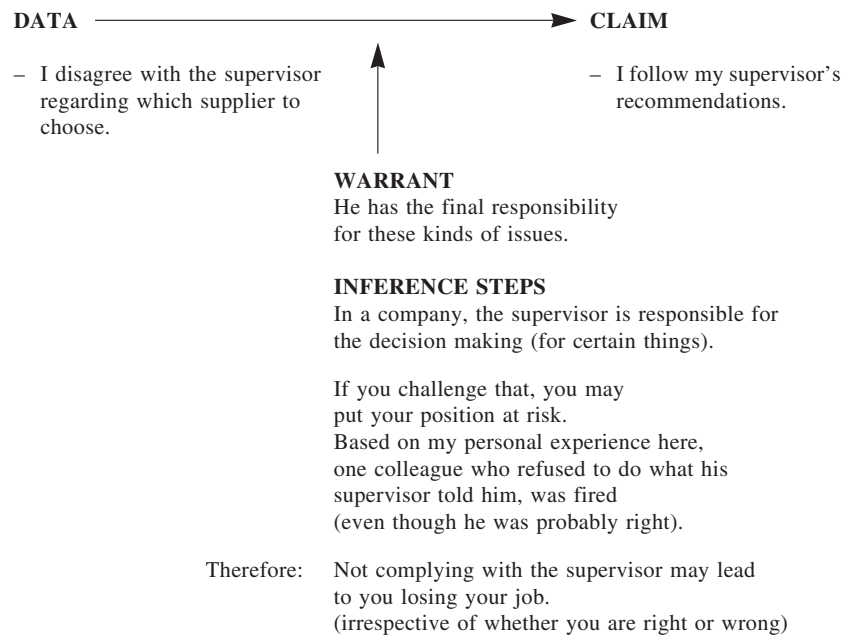 DATA CLAIM
– I disagree with the supervisor
regarding which supplier to
choose.
– I follow my supervisor’s
recommendations.
WARRANT
He has the final responsibility
for these kinds of issues.
INFERENCE STEPS
In a company, the supervisor is responsible for
the decision making (for certain things).
If you challenge that, you may
put your position at risk.
Based on my personal experience here,
one colleague who refused to do what his
supervisor told him, was fired
(even though he was probably right).
Therefore: Not complying with the supervisor may lead
to you losing your job.
(irrespective of whether you are right or wrong)